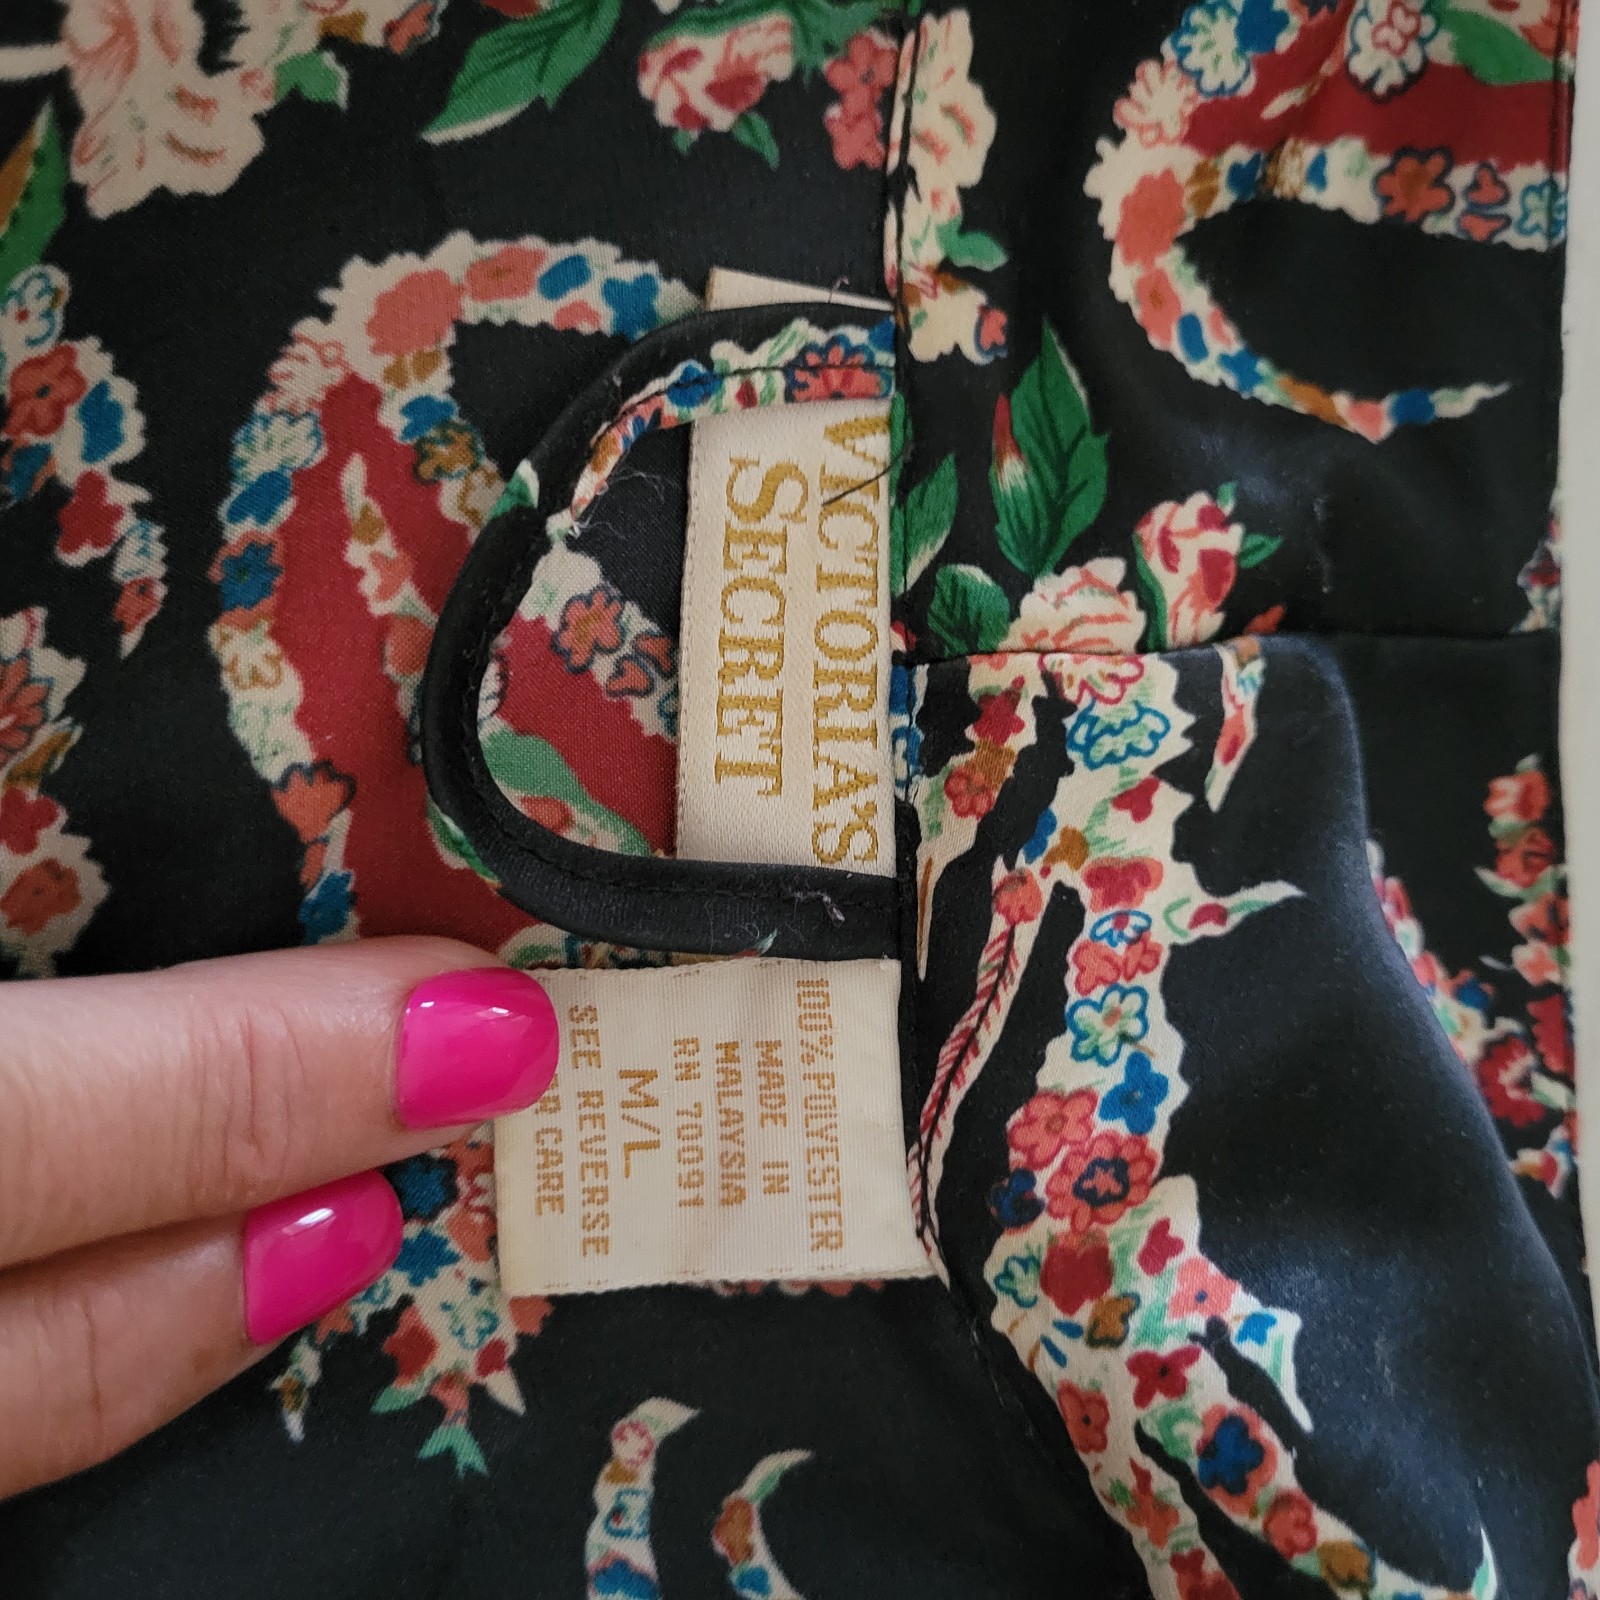 VICTORIA'S
SECRET
100% POLYESTER
MADE IN
MALAYSIA
RN 70091
M/L
SEE REVERSE
CARE